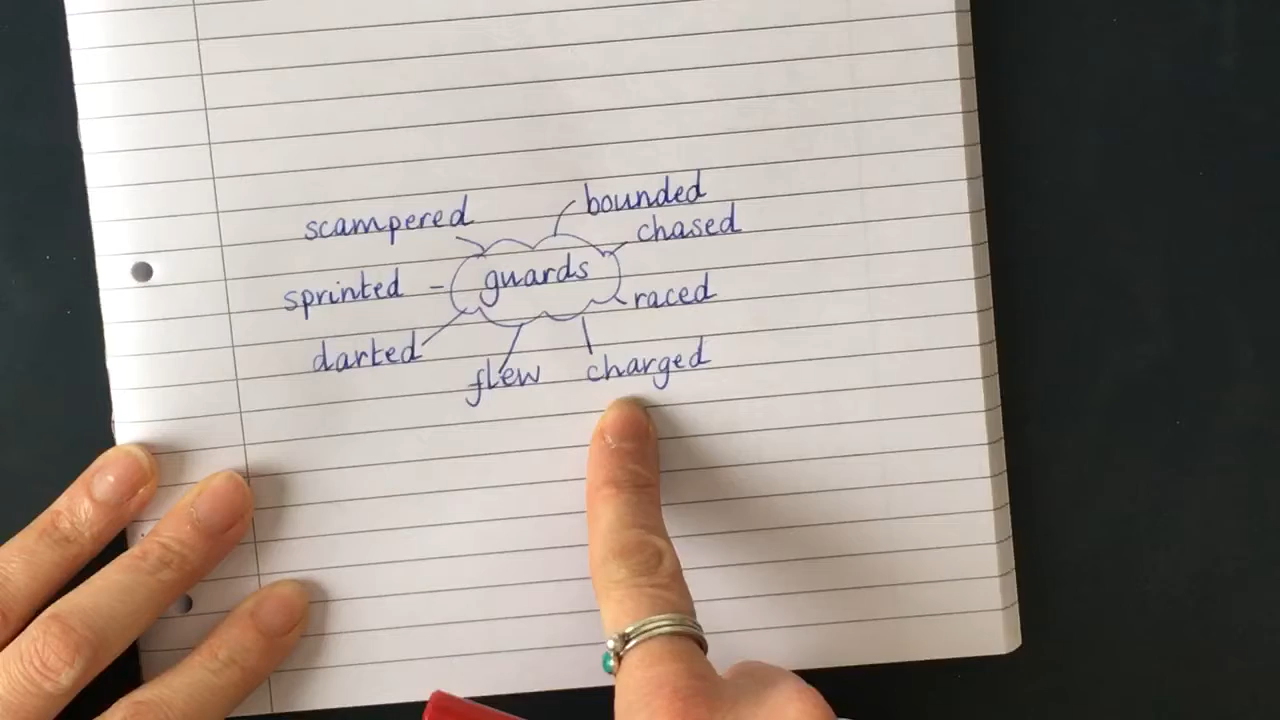 bounded
scampered
chased
guards
sprinted
raced
darted
flew
charged